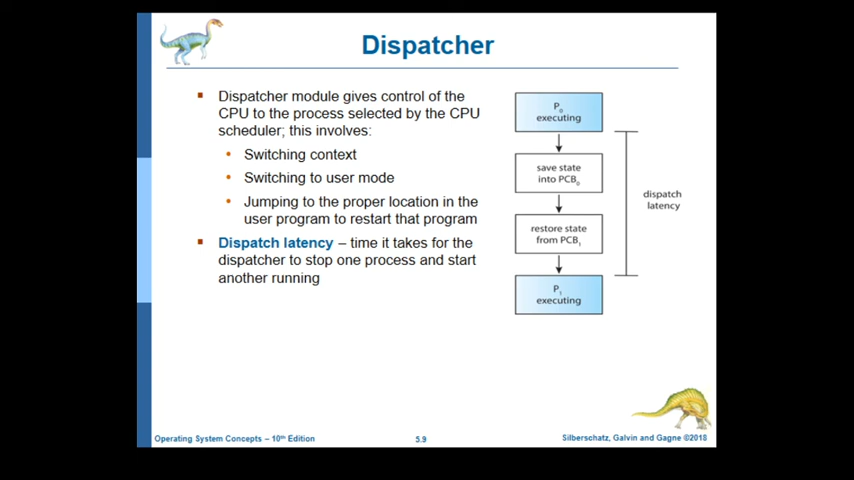 Dispatcher
▪ Dispatcher module gives control of the
CPU to the process selected by the CPU
scheduler; this involves:
• Switching context
• Switching to user mode
• Jumping to the proper location in the
user program to restart that program
▪ Dispatch latency – time it takes for the
dispatcher to stop one process and start
another running
P₀
executing
save state
into PCB₀
restore state
from PCB₁
P₁
executing
dispatch
latency
Operating System Concepts – 10th Edition
5.9
Silberschatz, Galvin and Gagne ©2018